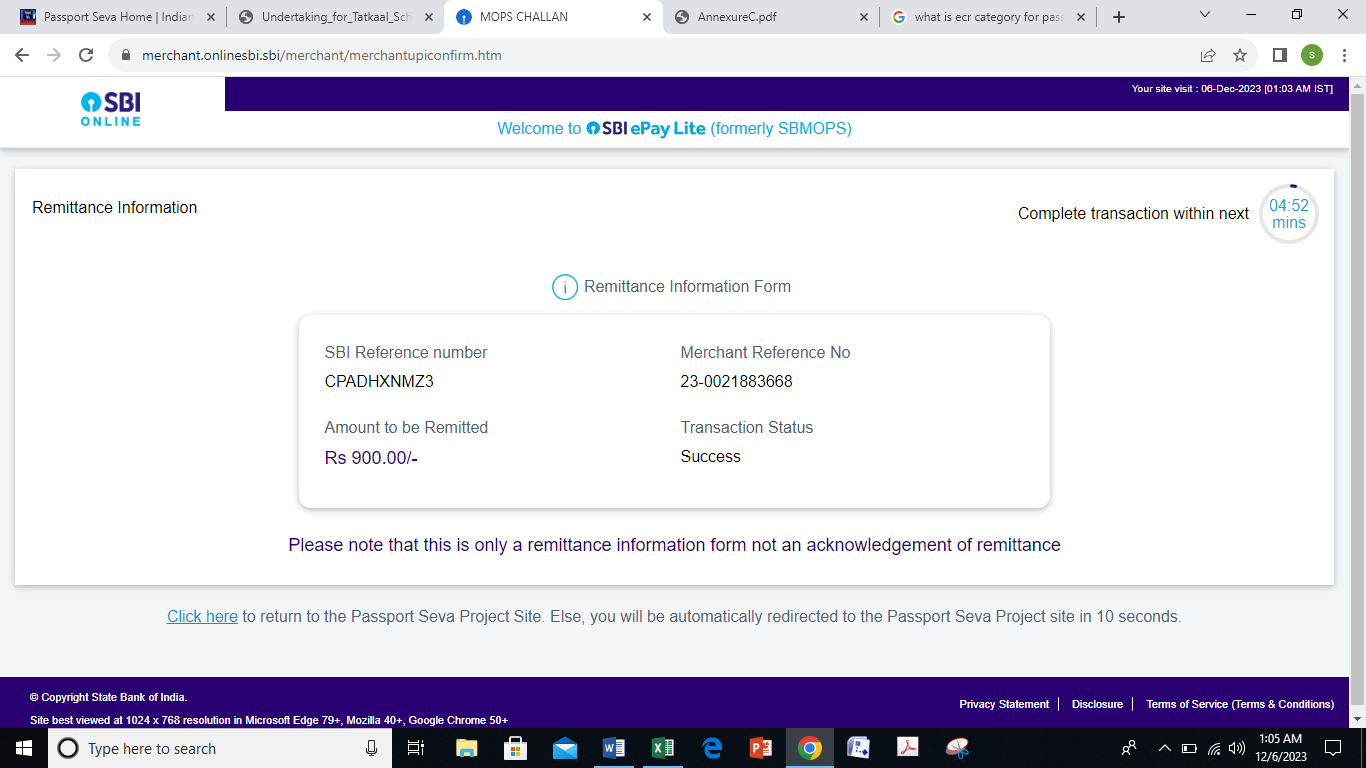 Passport Seva Home | Indian
Undertaking_for_Tatkaal_Sch
MOPS CHALLAN
AnnexureC.pdf
what is ecr category for pas
merchant.onlinesbi.sbi/merchant/merchantupiconfirm.htm
S
SBI
ONLINE
Your site visit : 06-Dec-2023 [01:03 AM IST]
Welcome to SBI ePay Lite (formerly SBMOPS)
Remittance Information
Complete transaction within next
04:52
mins
i Remittance Information Form
SBI Reference number
Merchant Reference No
CPADHXNMZ3
23-0021883668
Amount to be Remitted
Transaction Status
Rs 900.00/-
Success
Please note that this is only a remittance information form not an acknowledgement of remittance
Click here to return to the Passport Seva Project Site. Else, you will be automatically redirected to the Passport Seva Project site in 10 seconds.
© Copyright State Bank of India.
Privacy Statement | Disclosure | Terms of Service (Terms & Conditions)
Site best viewed at 1024 x 768 resolution in Microsoft Edge 79+, Mozilla 40+, Google Chrome 50+
Type here to search
1:05 AM
12/6/2023